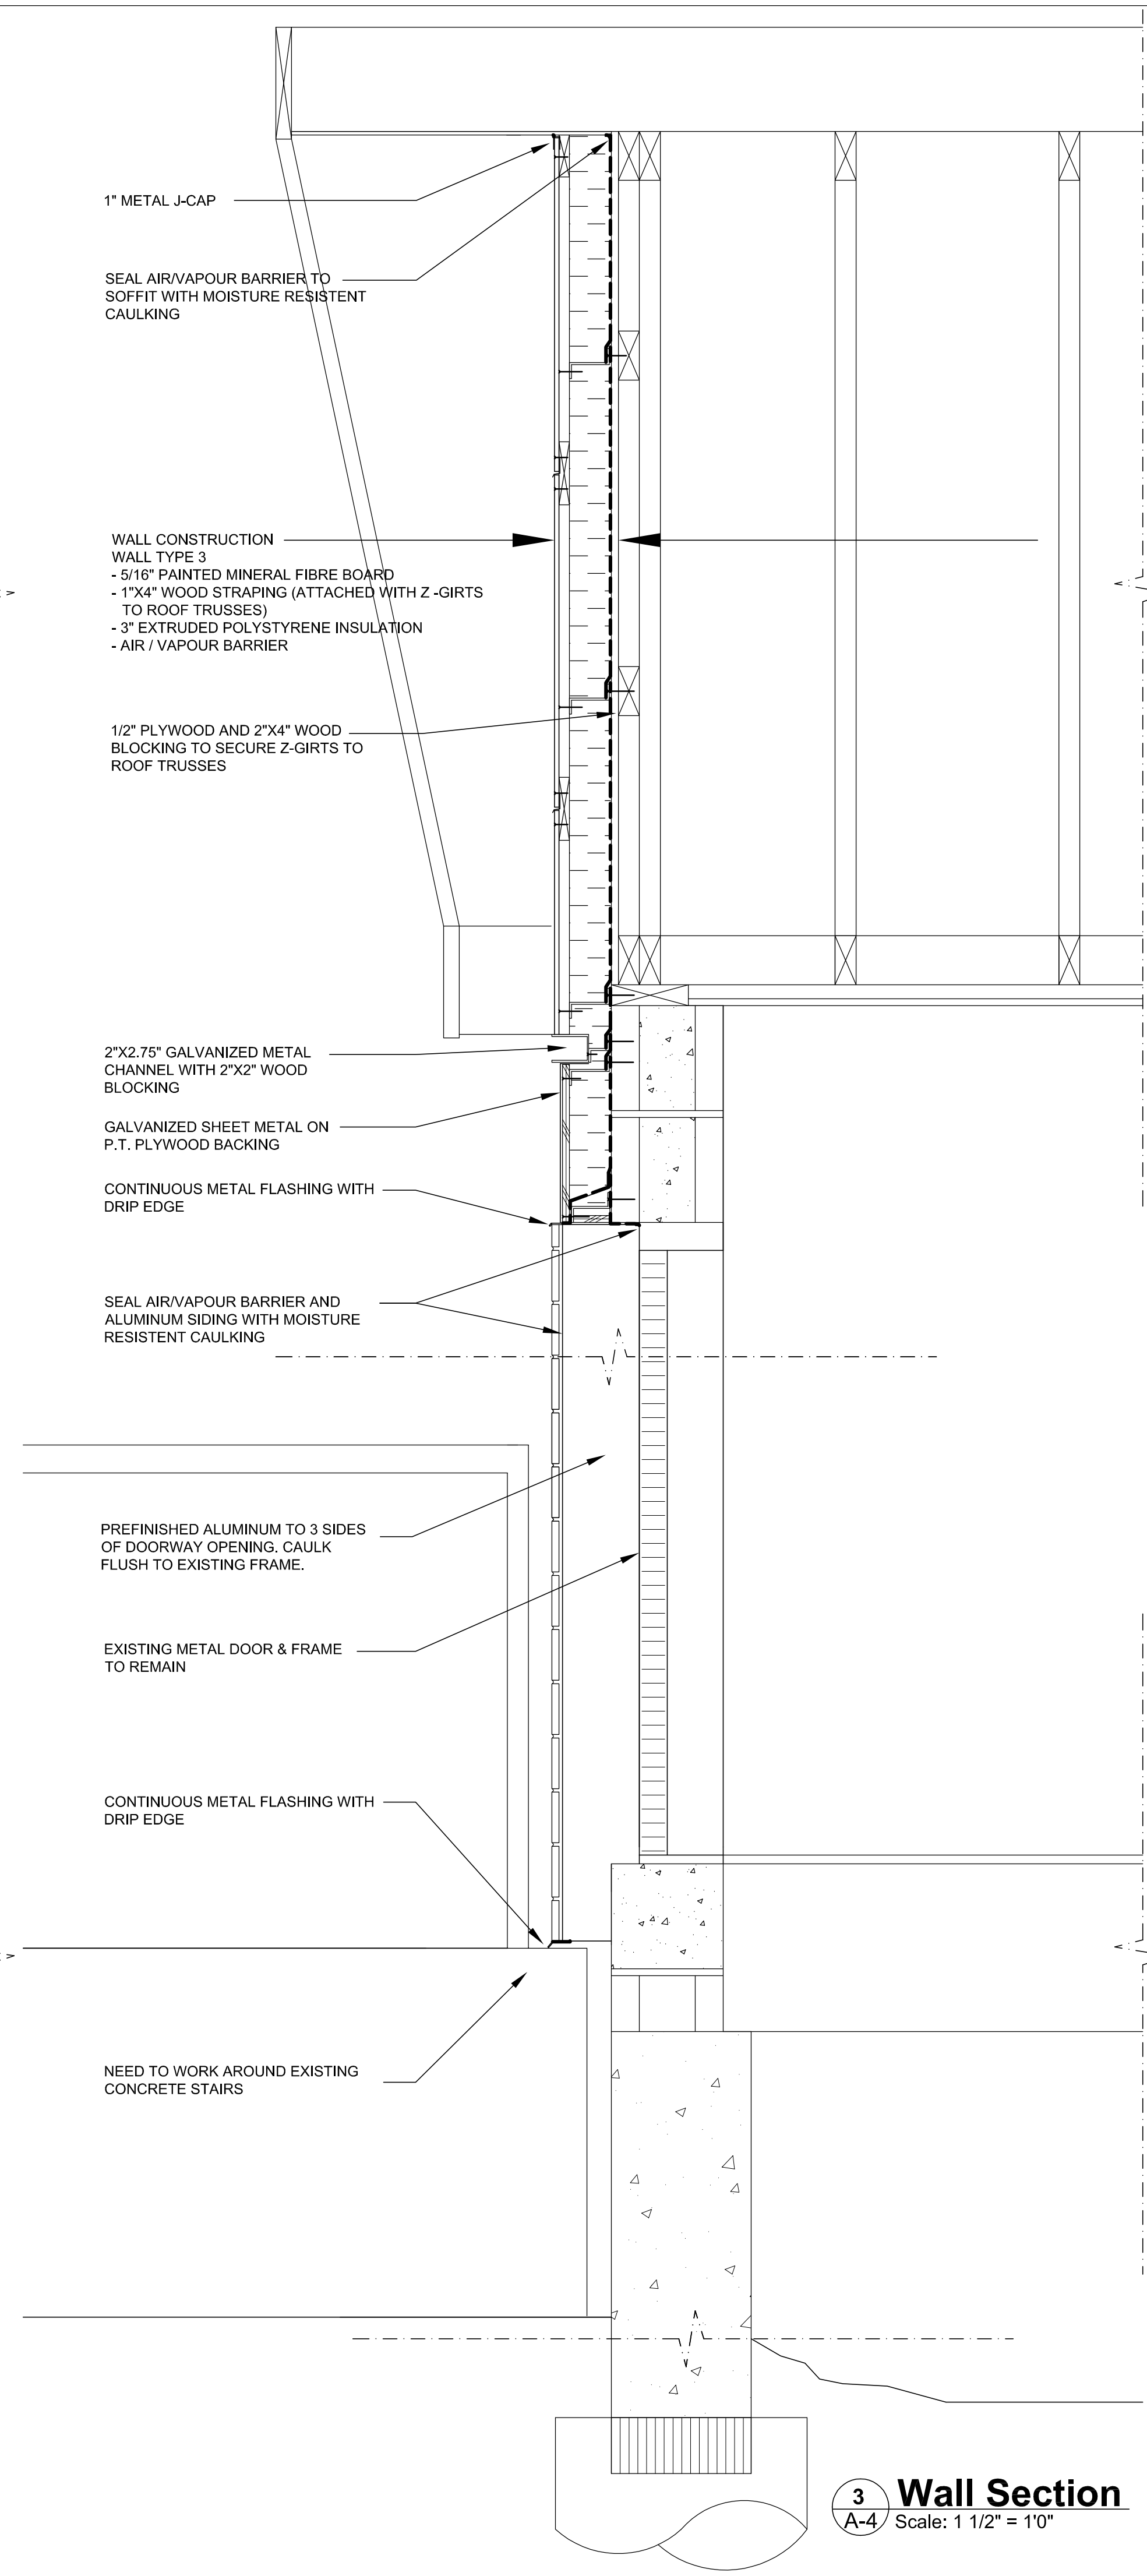 1" METAL J-CAP
SEAL AIR/VAPOUR BARRIER TO
SOFFIT WITH MOISTURE RESISTENT
CAULKING
WALL CONSTRUCTION
WALL TYPE 3
- 5/16" PAINTED MINERAL FIBRE BOARD
- 1"X4" WOOD STRAPING (ATTACHED WITH Z -GIRTS
TO ROOF TRUSSES)
- 3" EXTRUDED POLYSTYRENE INSULATION
- AIR / VAPOUR BARRIER
1/2" PLYWOOD AND 2"X4" WOOD
BLOCKING TO SECURE Z-GIRTS TO
ROOF TRUSSES
2"X2.75" GALVANIZED METAL
CHANNEL WITH 2"X2" WOOD
BLOCKING
GALVANIZED SHEET METAL ON
P.T. PLYWOOD BACKING
CONTINUOUS METAL FLASHING WITH
DRIP EDGE
SEAL AIR/VAPOUR BARRIER AND
ALUMINUM SIDING WITH MOISTURE
RESISTENT CAULKING
PREFINISHED ALUMINUM TO 3 SIDES
OF DOORWAY OPENING. CAULK
FLUSH TO EXISTING FRAME.
EXISTING METAL DOOR & FRAME
TO REMAIN
CONTINUOUS METAL FLASHING WITH
DRIP EDGE
NEED TO WORK AROUND EXISTING
CONCRETE STAIRS
3 Wall Section
A-4 Scale: 1 1/2" = 1'0"